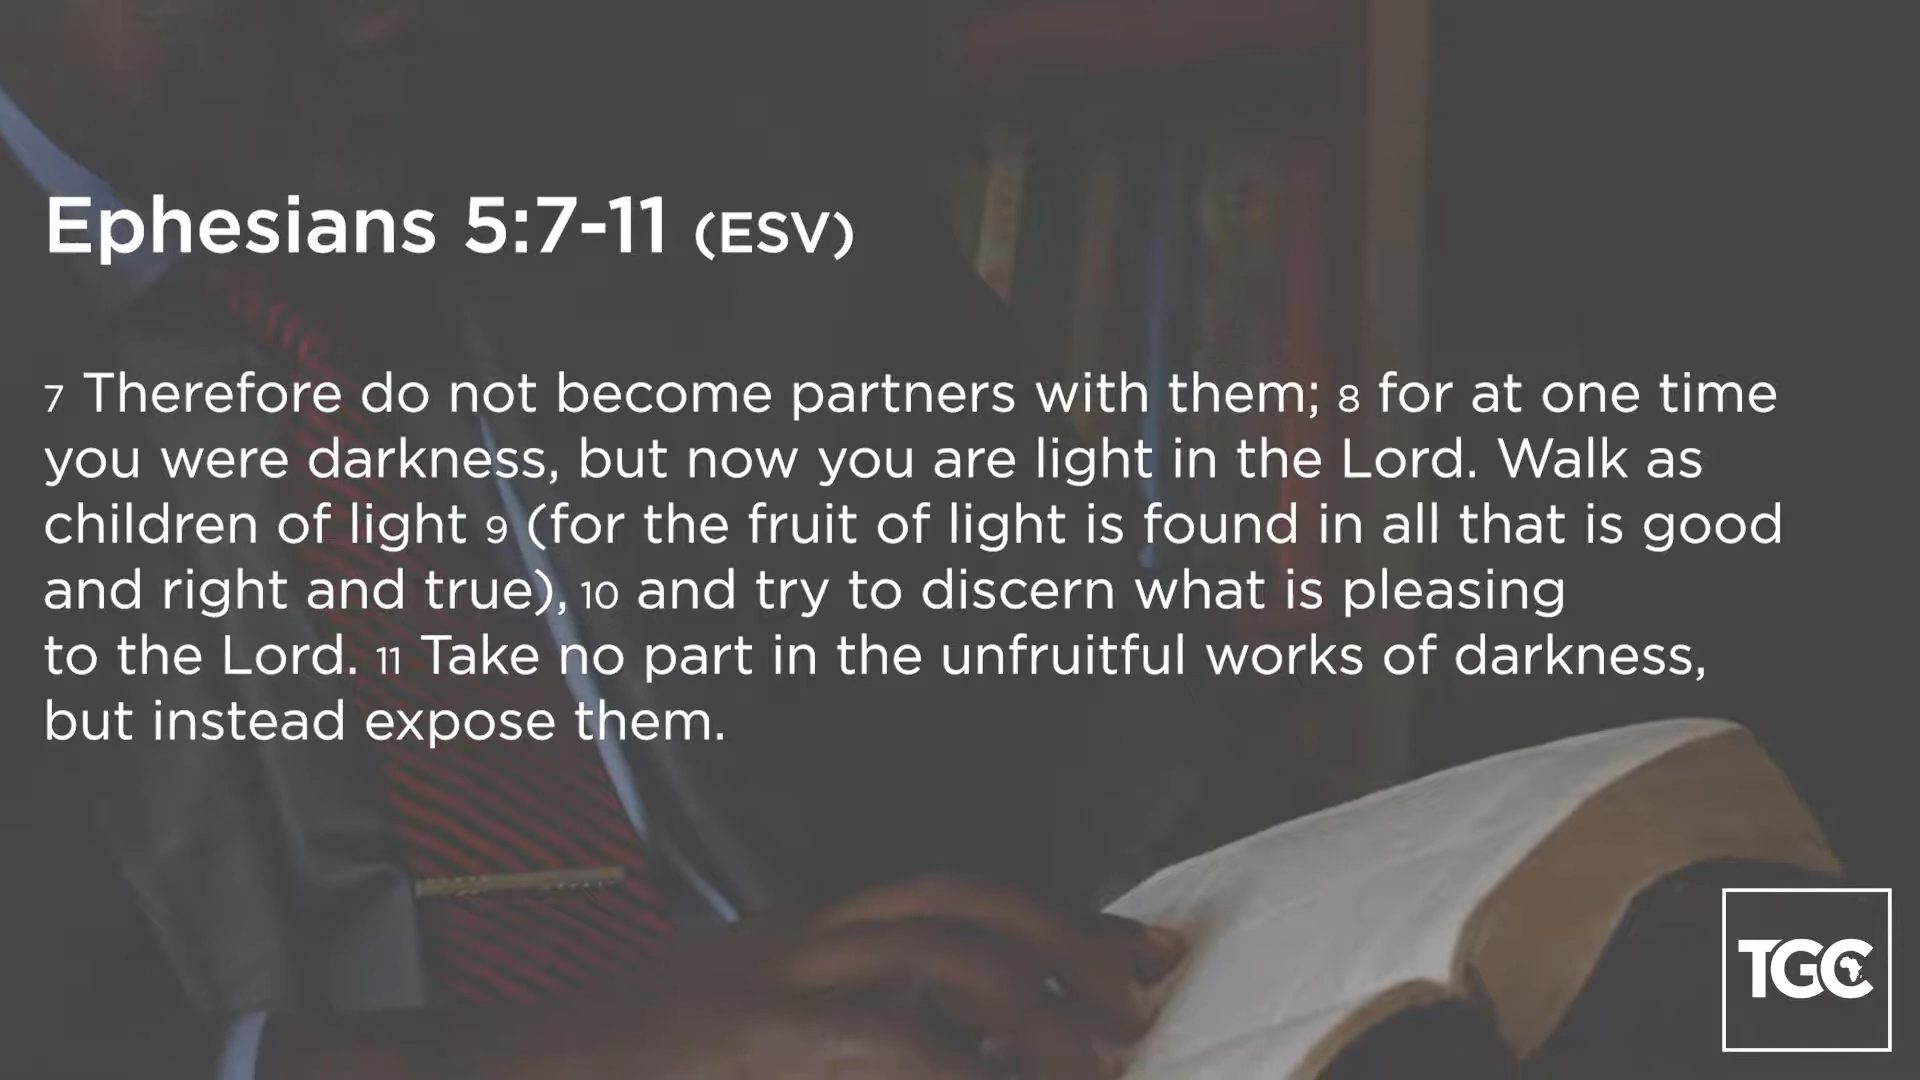 Ephesians 5:7-11 (ESV)
7 Therefore do not become partners with them; 8 for at one time
you were darkness, but now you are light in the Lord. Walk as
children of light 9 (for the fruit of light is found in all that is good
and right and true), 10 and try to discern what is pleasing
to the Lord. 11 Take no part in the unfruitful works of darkness,
but instead expose them.
TGC